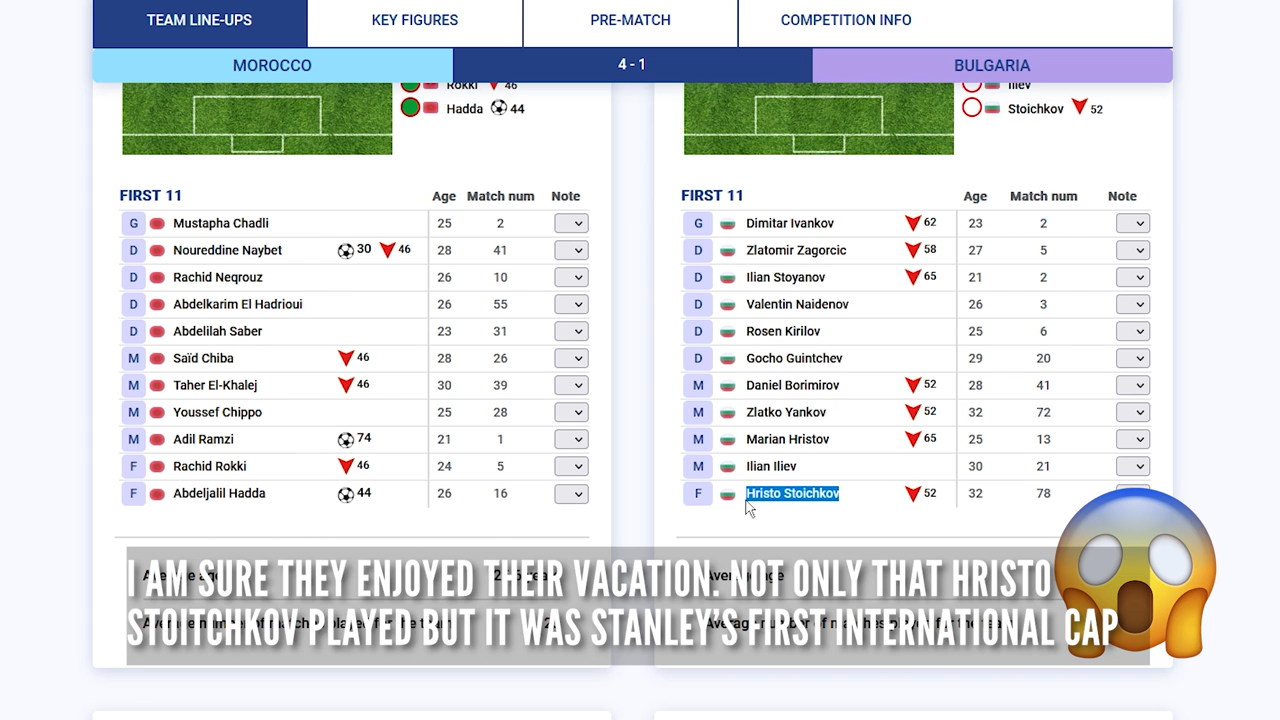 TEAM LINE-UPS KEY FIGURES PRE-MATCH COMPETITION INFO
MOROCCO 4 - 1 BULGARIA
Rokki 46
Hadda 44
Iliev
Stoichkov 52
FIRST 11 Age Match num Note
G Mustapha Chadli 25 2
D Noureddine Naybet 30 46 28 41
D Rachid Neqrouz 26 10
D Abdelkarim El Hadrioui 26 55
D Abdelilah Saber 23 31
M Saïd Chiba 46 28 26
M Taher El-Khalej 46 30 39
M Youssef Chippo 25 28
M Adil Ramzi 74 21 1
F Rachid Rokki 46 24 5
F Abdeljalil Hadda 44 26 16
FIRST 11 Age Match num Note
G Dimitar Ivankov 62 23 2
D Zlatomir Zagorcic 58 27 5
D Ilian Stoyanov 65 21 2
D Valentin Naidenov 26 3
D Rosen Kirilov 25 6
D Gocho Guintchev 29 20
M Daniel Borimirov 52 28 41
M Zlatko Yankov 52 32 72
M Marian Hristov 65 25 13
M Ilian Iliev 30 21
F Hristo Stoichkov 52 32 78
I AM SURE THEY ENJOYED THEIR VACATION. NOT ONLY THAT HRISTO
STOITCHKOV PLAYED BUT IT WAS STANLEY'S FIRST INTERNATIONAL CAP